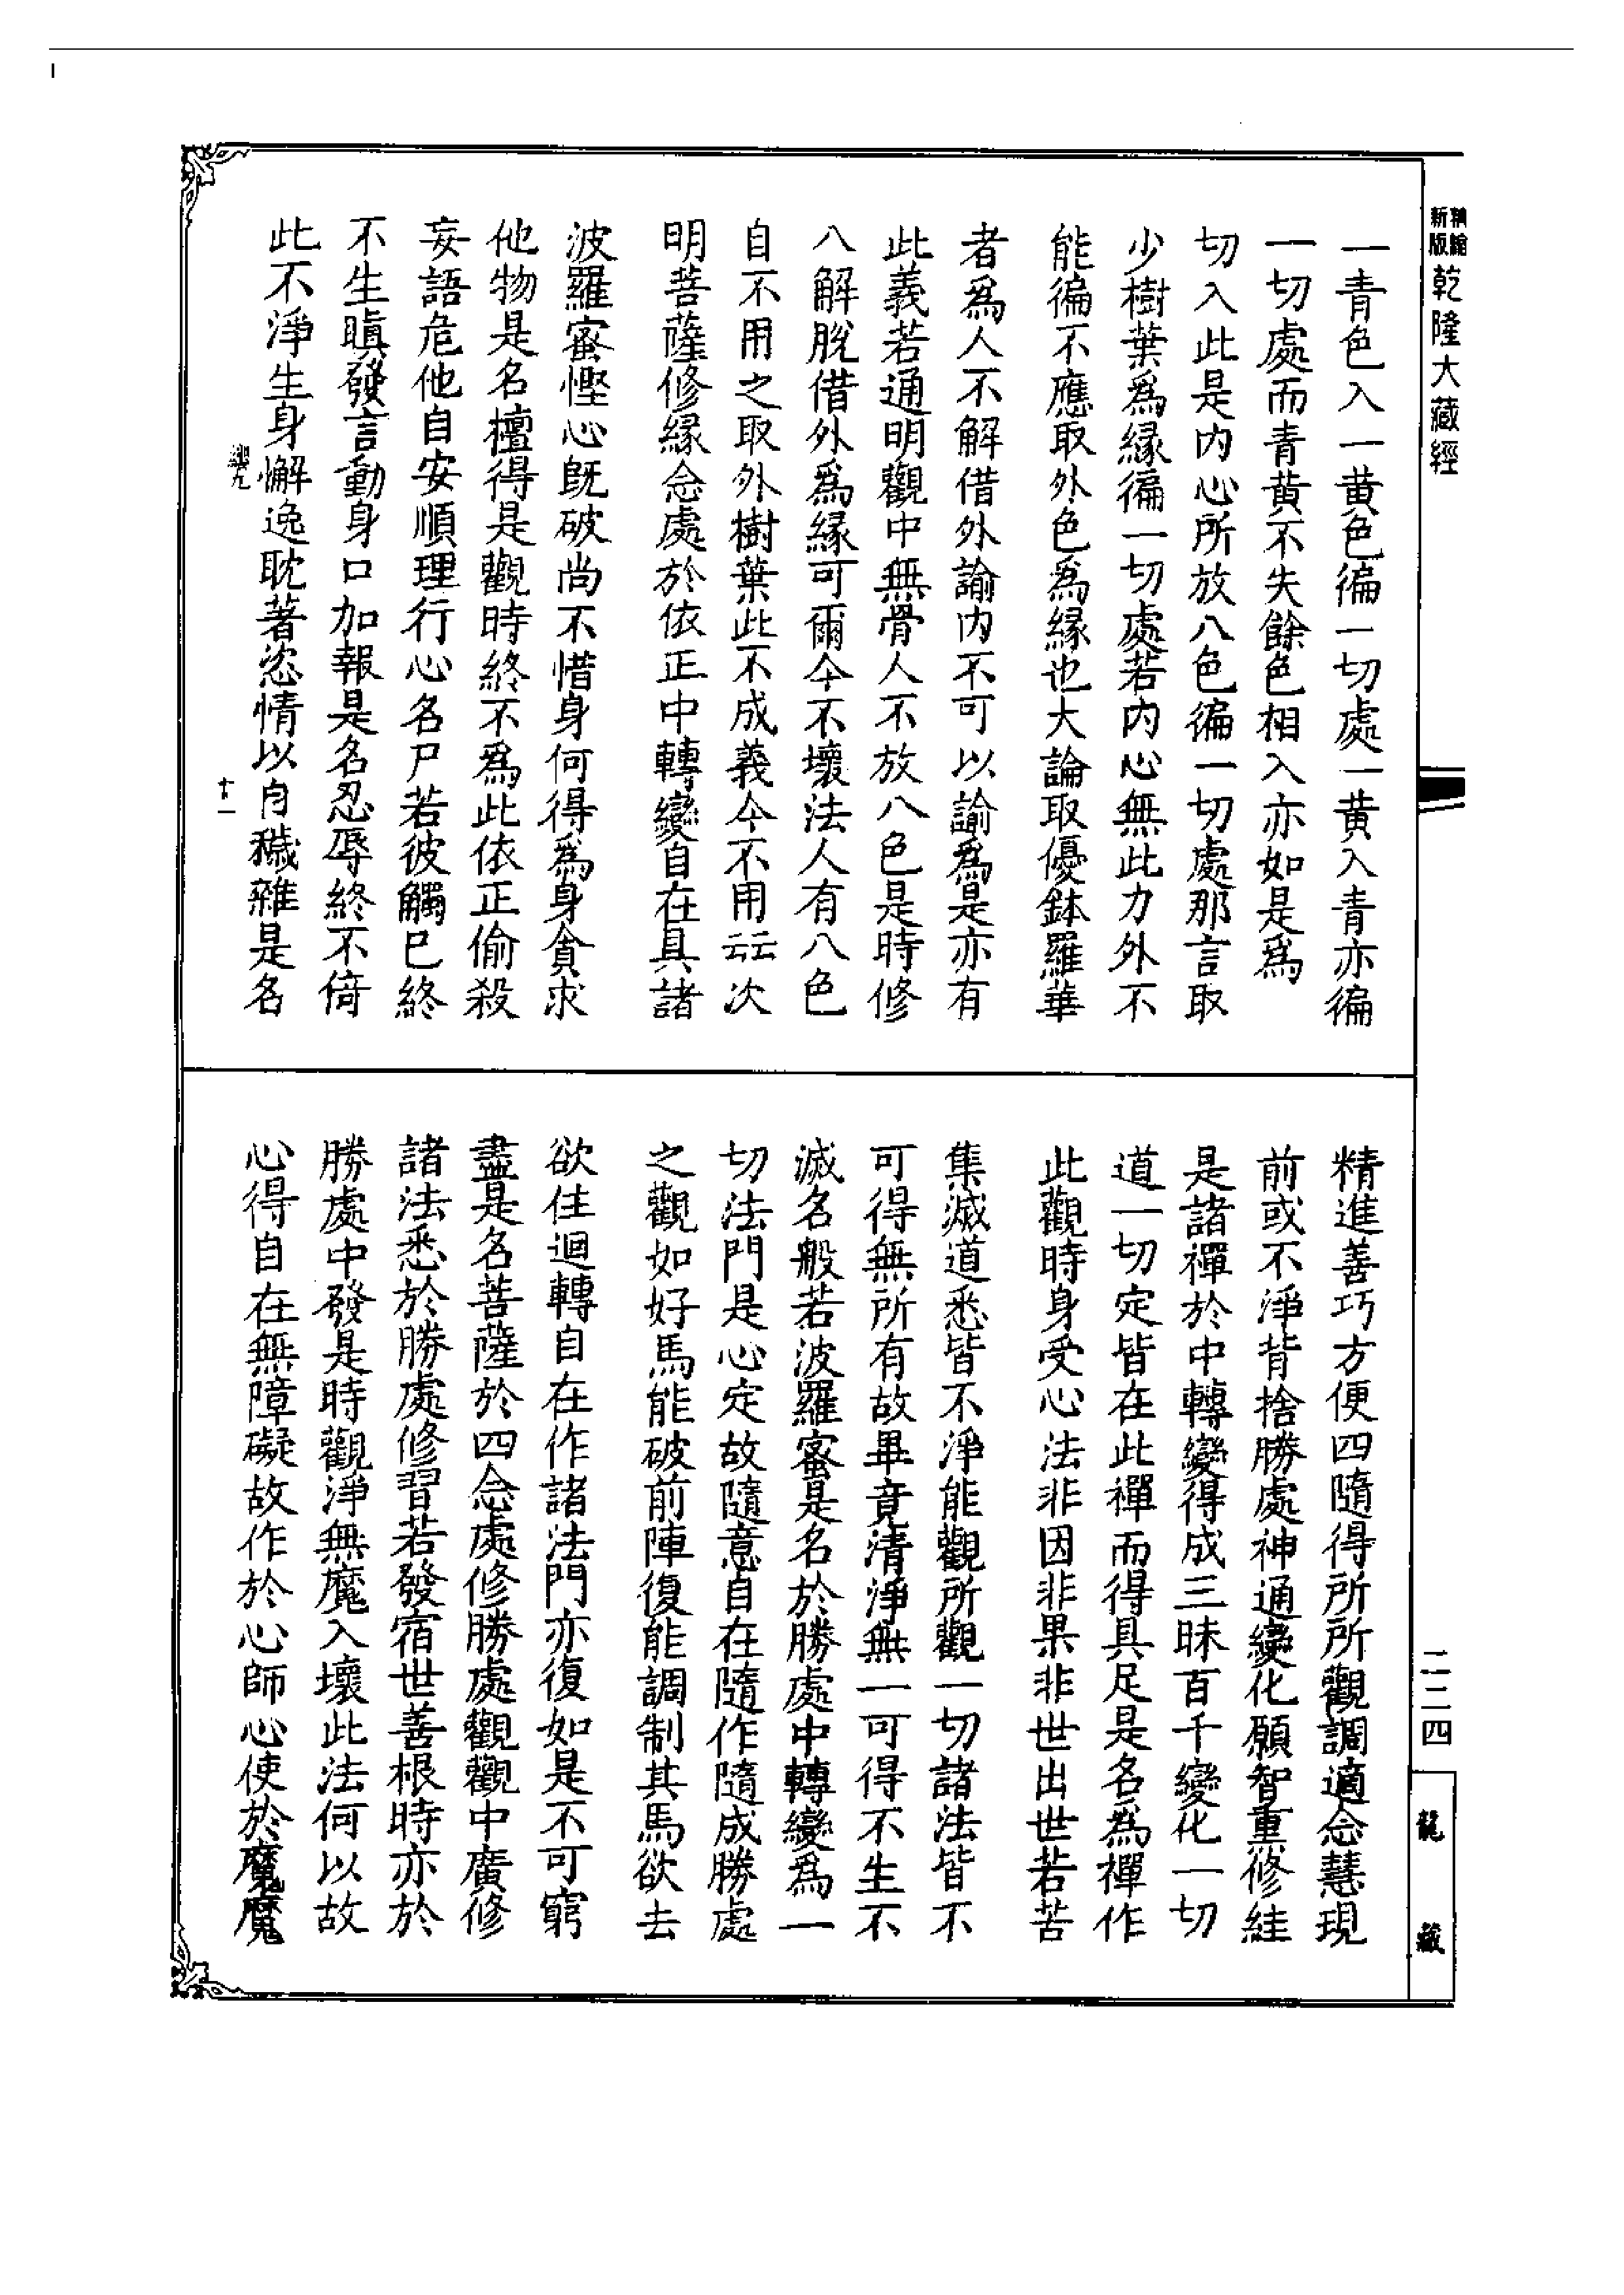 新版
乾隆大藏經
一青色入一黃色徧一切處一黃入青亦徧
一切處而青黃不失餘色相入亦如是爲
切入此是内心所放八色徧一切處那言取
少樹葉爲緣徧一切處若内心無此力外不
能徧不應取外色爲緣也大論取優鉢羅華
者爲人不解借外諭内不可以諭爲是亦有
此義若通明觀中無骨人不放八色是時修
八解脫借外爲緣可爾今不壞法人有八色
自不用之取外樹葉此不成義今不用云云次
明菩薩修緣念處於依正中轉變自在具諸
波羅蜜慳心既破尚不惜身何得爲身貪求
他物是名檀得是觀時終不爲此依正偷殺
妄語危他自安順理行心名尸若彼觸已終
不生瞋發言動身口加報是名忍辱終不倚
此不淨生身懈逸耽著恣情以自穢雜是名
十一
精進善巧方便四隨得所所觀調適念慧現
前或不淨背捨勝處神通變化願智重修絓
是諸禪於中轉變得成三昧百千變化一切
道一切定皆在此禪而得具足是名爲禪作
此觀時身受心法非因非果非世出世若苦
集滅道悉皆不淨能觀所觀一切諸法皆不
可得無所有故畢竟清淨無一可得不生不
滅名般若波羅蜜是名於勝處中轉變爲一
切法門是心定故隨意自在隨作隨成勝處
之觀如好馬能破前陣復能調制其馬欲去
欲住迴轉自在作諸法門亦復如是不可窮
盡是名菩薩於四念處修勝處觀觀中廣修
諸法悉於勝處修習若發宿世善根時亦於
勝處中發是時觀淨無魔入壞此法何以故
心得自在無障礙故作於心師心使於魔魔
二二四
龍藏